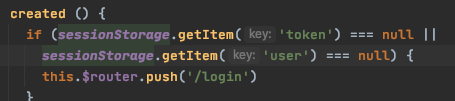 created () {
if (sessionStorage.getItem( key: 'token') === null ||
sessionStorage.getItem( key: 'user') === null) {
this.$router.push('/login')
}